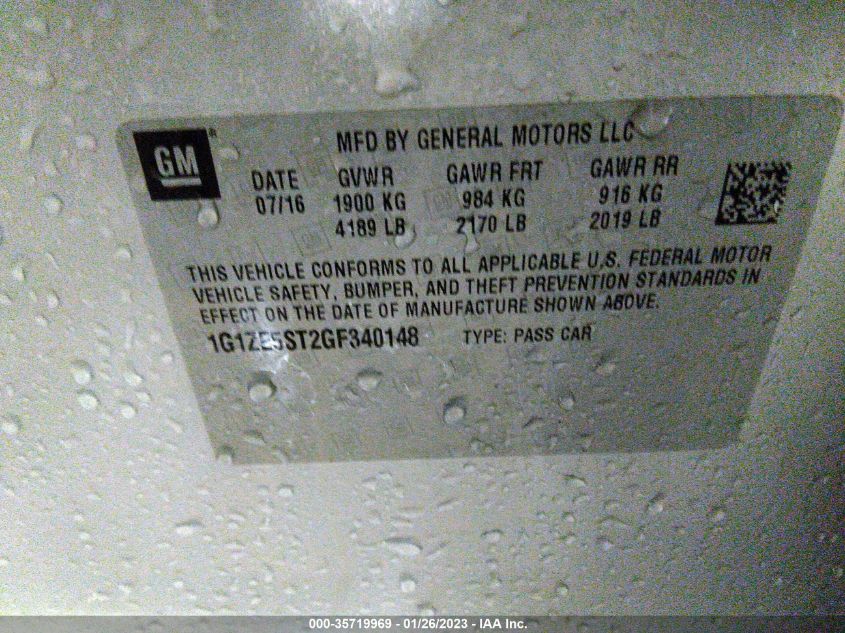 GM
MFD BY GENERAL MOTORS LLC
DATE GVWR GAWR FRT GAWR RR
07/16 1900 KG 984 KG 916 KG
4189 LB 2170 LB 2019 LB
THIS VEHICLE CONFORMS TO ALL APPLICABLE U.S. FEDERAL MOTOR
VEHICLE SAFETY, BUMPER, AND THEFT PREVENTION STANDARDS IN
EFFECT ON THE DATE OF MANUFACTURE SHOWN ABOVE.
1G1ZE5ST2GF340148 TYPE: PASS CAR
000-35719969 - 01/26/2023 - IAA Inc.